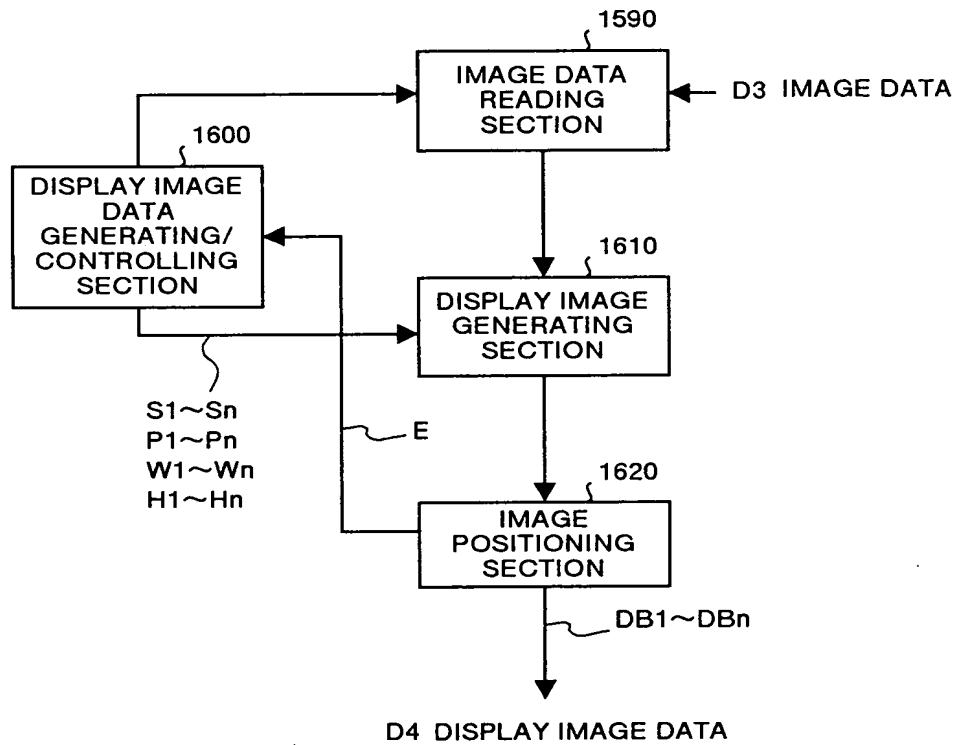 1590
IMAGE DATA
READING
SECTION
D3 IMAGE DATA
1600
DISPLAY IMAGE
DATA
GENERATING/
CONTROLLING
SECTION
1610
DISPLAY IMAGE
GENERATING
SECTION
S1~Sn
P1~Pn
W1~Wn
H1~Hn
E
1620
IMAGE
POSITIONING
SECTION
DB1~DBn
D4 DISPLAY IMAGE DATA